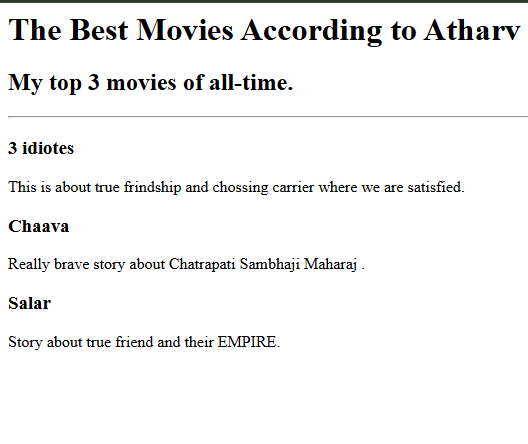 The Best Movies According to Atharv
My top 3 movies of all-time.
3 idiotes
This is about true frindship and chossing carrier where we are satisfied.
Chaava
Really brave story about Chatrapati Sambhaji Maharaj .
Salar
Story about true friend and their EMPIRE.